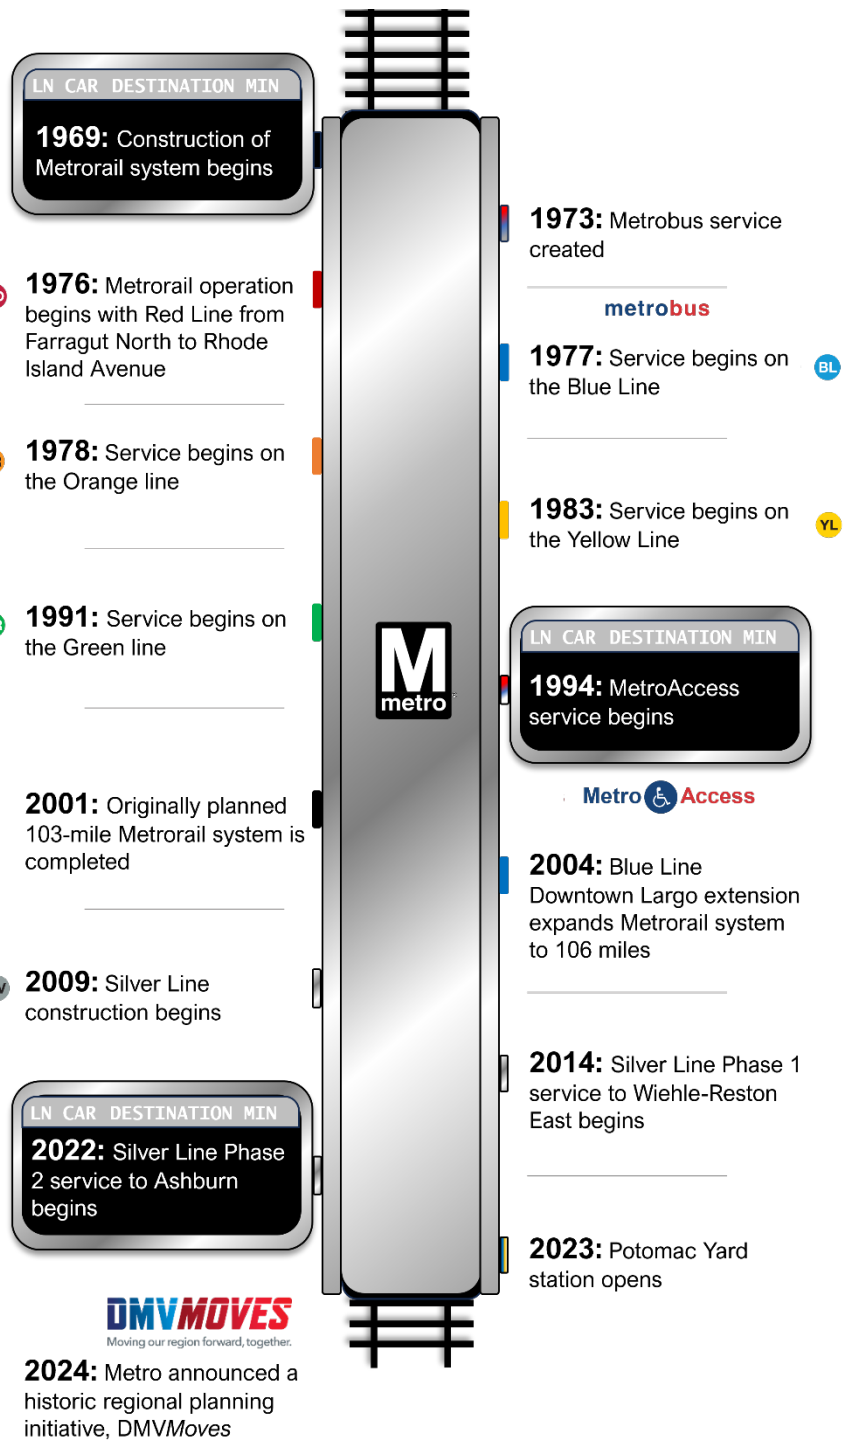 LN CAR DESTINATION MIN
1969: Construction of
Metrorail system begins
1973: Metrobus service
created
metrobus
1976: Metrorail operation
begins with Red Line from
Farragut North to Rhode
Island Avenue
1977: Service begins on
the Blue Line
BL
1978: Service begins on
the Orange line
1983: Service begins on
the Yellow Line
YL
1991: Service begins on
the Green line
M
metro
LN CAR DESTINATION MIN
1994: MetroAccess
service begins
Metro Access
2001: Originally planned
103-mile Metrorail system is
completed
2004: Blue Line
Downtown Largo extension
expands Metrorail system
to 106 miles
2009: Silver Line
construction begins
2014: Silver Line Phase 1
service to Wiehle-Reston
East begins
LN CAR DESTINATION MIN
2022: Silver Line Phase
2 service to Ashburn
begins
2023: Potomac Yard
station opens
DMVMOVES
Moving our region forward, together.
2024: Metro announced a
historic regional planning
initiative, DMVMoves